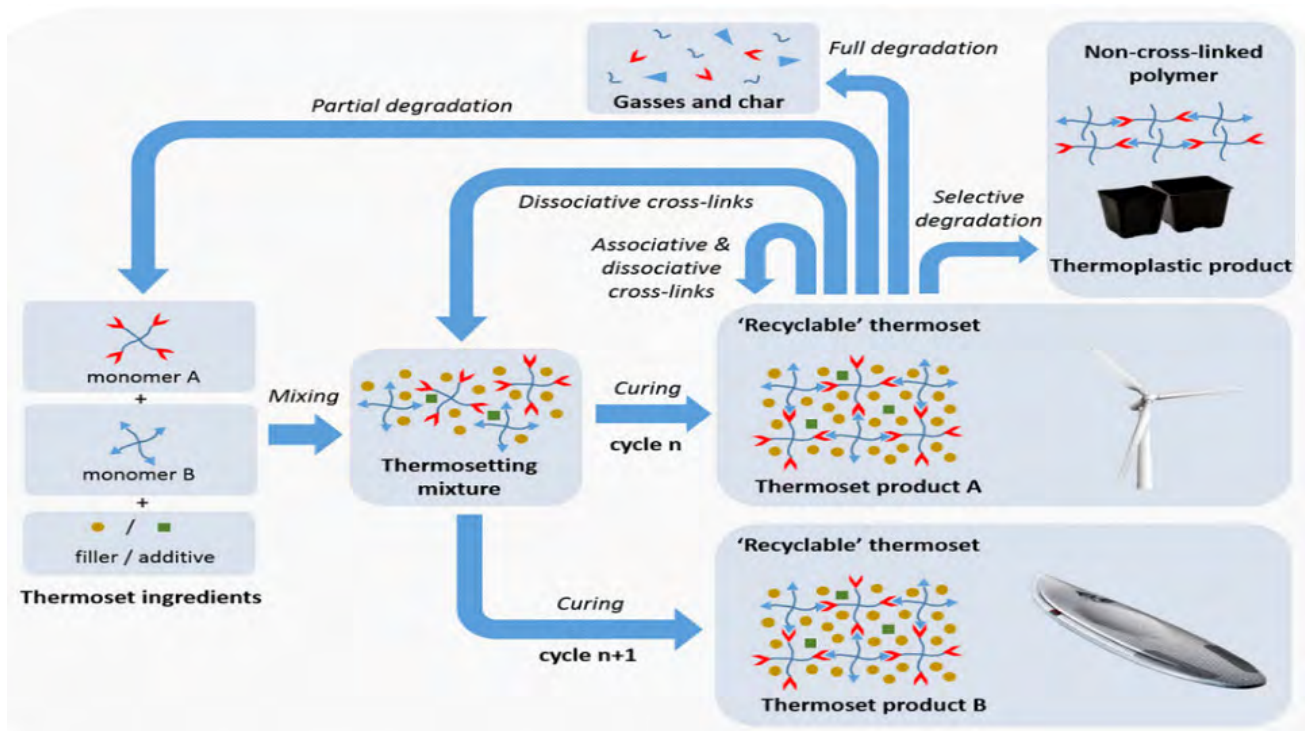 Full degradation
Gasses and char
Partial degradation
Non-cross-linked
polymer
Thermoplastic product
Dissociative cross-links
Selective
degradation
Associative &
dissociative
cross-links
monomer A
+
monomer B
+
/
filler / additive
Thermoset ingredients
Mixing
Thermosetting
mixture
Curing
cycle n
'Recyclable' thermoset
Thermoset product A
Curing
cycle n+1
'Recyclable' thermoset
Thermoset product B